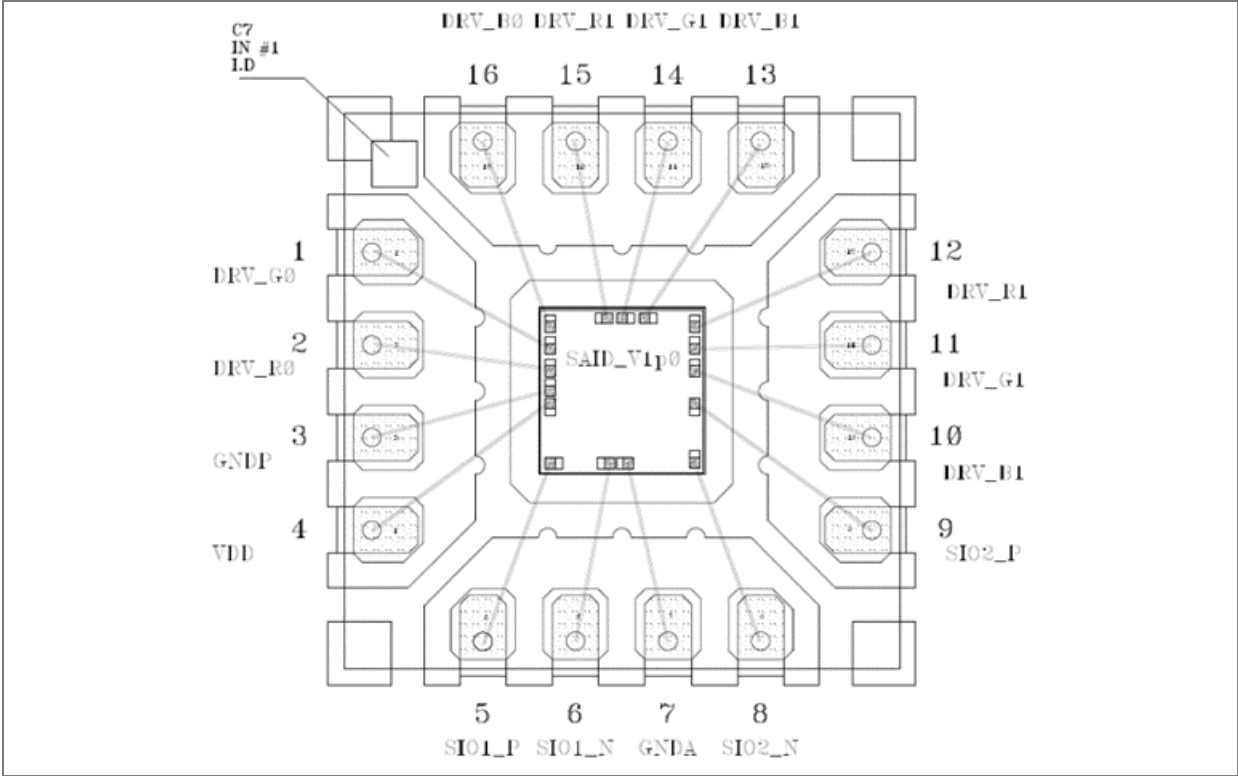 DRV_B0 DRV_R1 DRV_G1 DRV_B1
C7
IN #1
I.D
16 15 14 13
1
DRV_G0
12
DRV_R1
2
DRV_R0
11
DRV_G1
SAID_V1p0
3
GNDP
10
DRV_B1
4
VDD
9
SIO2_P
5 6 7 8
SIO1_P SIO1_N GNDA SIO2_N